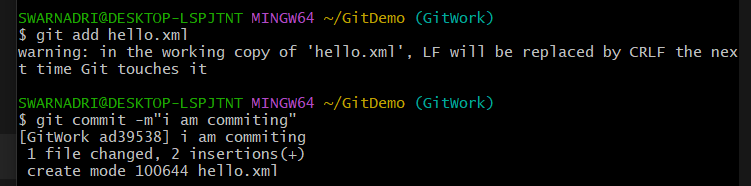 SWARNADRI@DESKTOP-LSPJTNT MINGW64 ~/GitDemo (GitWork)
$ git add hello.xml
warning: in the working copy of 'hello.xml', LF will be replaced by CRLF the nex
t time Git touches it
SWARNADRI@DESKTOP-LSPJTNT MINGW64 ~/GitDemo (GitWork)
$ git commit -m"i am commiting"
[GitWork ad39538] i am commiting
1 file changed, 2 insertions(+)
create mode 100644 hello.xml